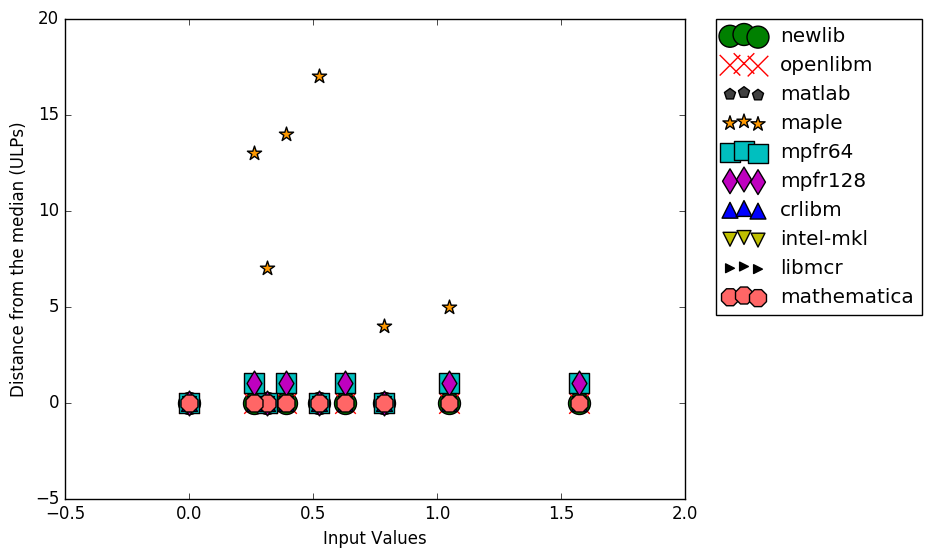 20
15
10
5
0
−5
−0.5
0.0
0.5
1.0
1.5
2.0
Input Values
Distance from the median (ULPs)
newlib
openlibm
matlab
maple
mpfr64
mpfr128
crlibm
intel-mkl
libmcr
mathematica